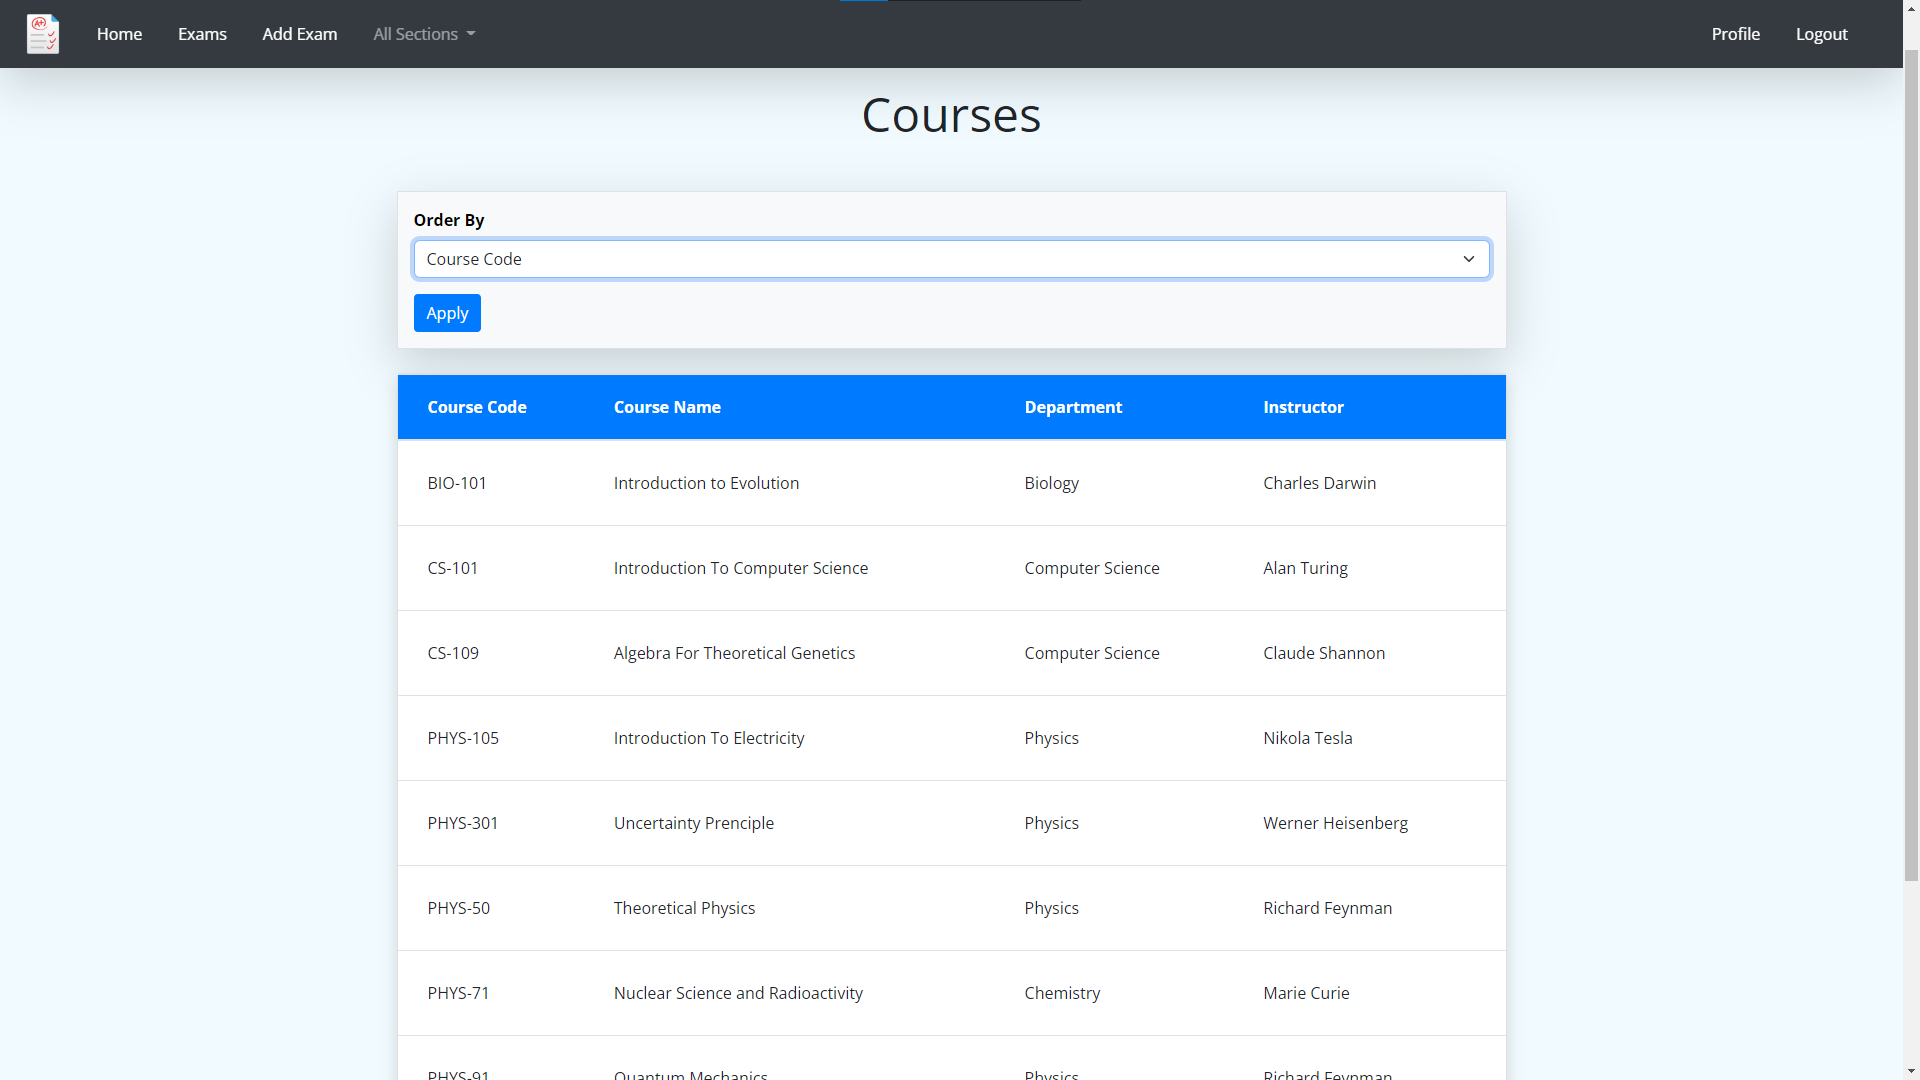 Home Exams Add Exam All Sections Profile Logout
Courses
Order By
Course Code
Apply
Course Code Course Name Department Instructor
BIO-101 Introduction to Evolution Biology Charles Darwin
CS-101 Introduction To Computer Science Computer Science Alan Turing
CS-109 Algebra For Theoretical Genetics Computer Science Claude Shannon
PHYS-105 Introduction To Electricity Physics Nikola Tesla
PHYS-301 Uncertainty Prenciple Physics Werner Heisenberg
PHYS-50 Theoretical Physics Physics Richard Feynman
PHYS-71 Nuclear Science and Radioactivity Chemistry Marie Curie
PHYS-91 Quantum Mechanics Physics Richard Feynman